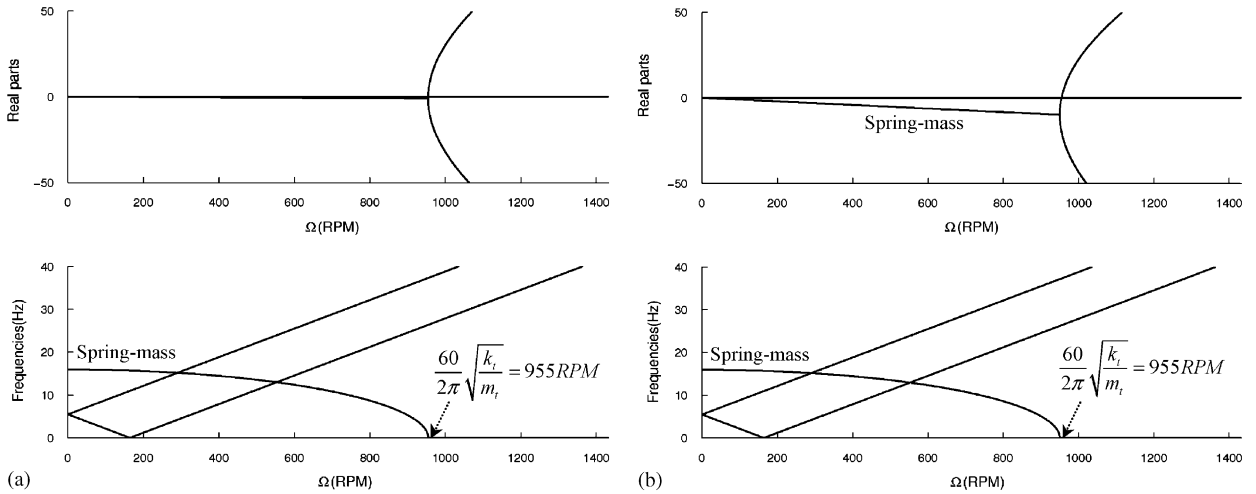 50
0
−50
Real parts
0 200 400 600 800 1000 1200 1400
Ω(RPM)
40
30
20
10
0
Frequencies(Hz)
Spring-mass
60/2π √(k_t/m_t) = 955RPM
0 200 400 600 800 1000 1200 1400
Ω(RPM)
(a)
50
0
−50
Real parts
Spring-mass
0 200 400 600 800 1000 1200 1400
Ω(RPM)
40
30
20
10
0
Frequencies(Hz)
Spring-mass
60/2π √(k_t/m_t) = 955RPM
0 200 400 600 800 1000 1200 1400
Ω(RPM)
(b)